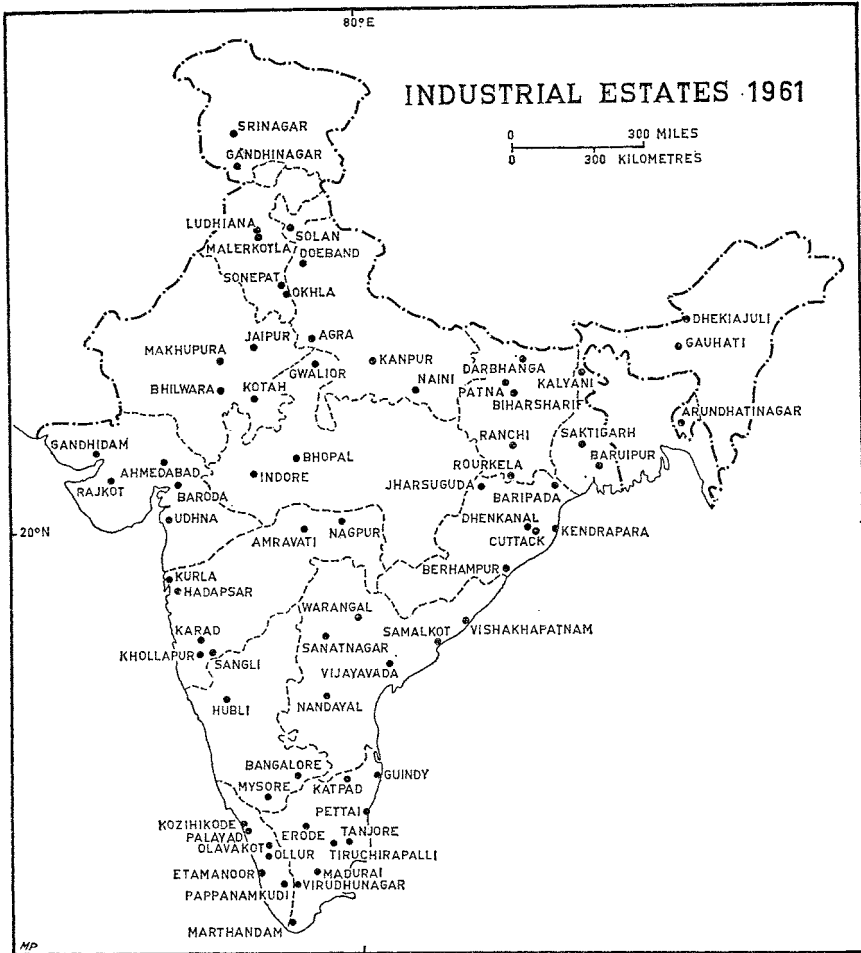 80°E
INDUSTRIAL ESTATES 1961
0 300 MILES
0 300 KILOMETRES
SRINAGAR
GANDHINAGAR
LUDHIANA
SOLAN
MALERKOTLA
DOEBAND
SONEPAT
OKHLA
DHEKIAJULI
JAIPUR
AGRA
GAUHATI
MAKHUPURA
KANPUR
DARBHANGA
GWALIOR
KALYANI
BHILWARA
KOTAH
NAINI
PATNA
BIHARSHARIF
ARUNDHATINAGAR
GANDHIDAM
RANCHI
SAKTIGARH
BHOPAL
BARUIPUR
AHMEDABAD
INDORE
ROURKELA
RAJKOT
BARODA
JHARSUGUDA
BARIPADA
UDHNA
DHENKANAL
20°N
NAGPUR
KENDRAPARA
AMRAVATI
CUTTACK
BERHAMPUR
KURLA
HADAPSAR
WARANGAL
VISHAKHAPATNAM
KARAD
SAMALKOT
SANATNAGAR
KHOLLAPUR
SANGLI
VIJAYAVADA
HUBLI
NANDAYAL
BANGALORE
GUINDY
MYSORE
KATPAD
PETTAI
KOZIHIKODE
ERODE
TANJORE
PALAYAD
OLAVAKOT
TIRUCHIRAPALLI
OLLUR
ETAMANOOR
MADURAI
PAPPANAMKUDI
VIRUDHUNAGAR
MARTHANDAM
MP